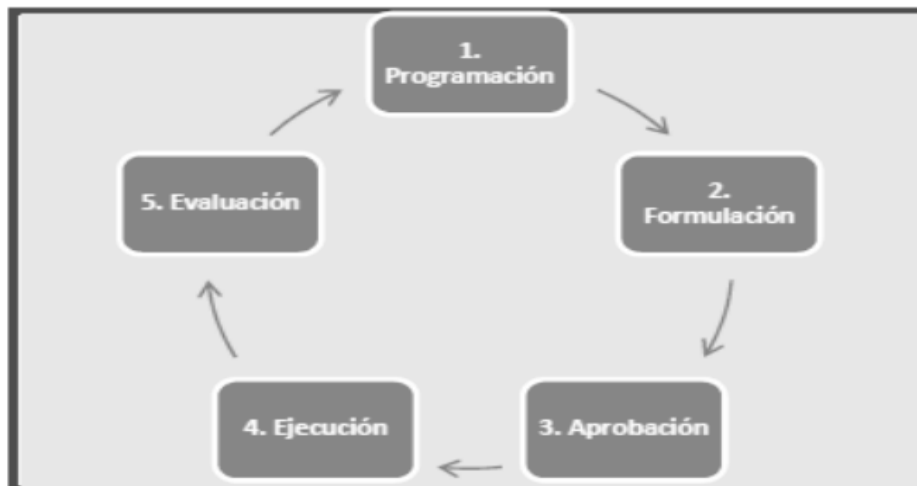 1.
Programación
2.
Formulación
3. Aprobación
4. Ejecución
5. Evaluación